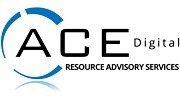 ACE Digital
RESOURCE ADVISORY SERVICES